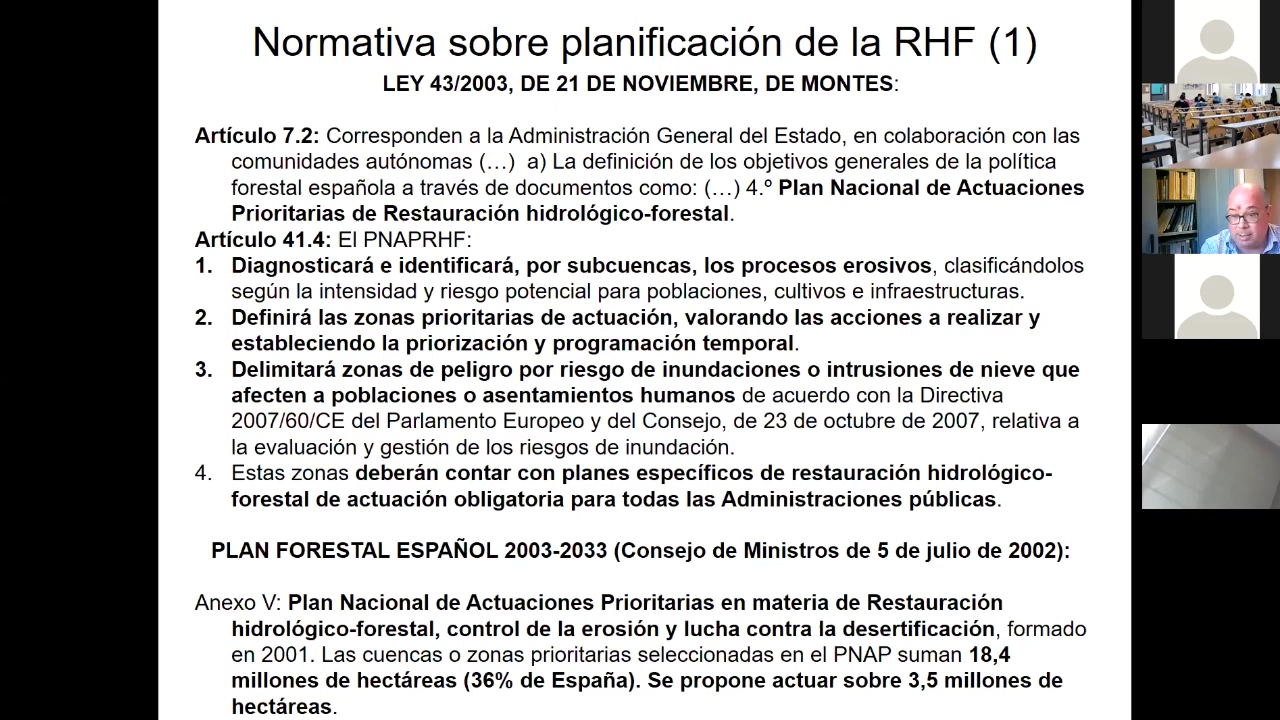 Normativa sobre planificación de la RHF (1)
LEY 43/2003, DE 21 DE NOVIEMBRE, DE MONTES:
Artículo 7.2: Corresponden a la Administración General del Estado, en colaboración con las
comunidades autónomas (…) a) La definición de los objetivos generales de la política
forestal española a través de documentos como: (…) 4.º Plan Nacional de Actuaciones
Prioritarias de Restauración hidrológico-forestal.
Artículo 41.4: El PNAPRHF:
1. Diagnosticará e identificará, por subcuencas, los procesos erosivos, clasificándolos
según la intensidad y riesgo potencial para poblaciones, cultivos e infraestructuras.
2. Definirá las zonas prioritarias de actuación, valorando las acciones a realizar y
estableciendo la priorización y programación temporal.
3. Delimitará zonas de peligro por riesgo de inundaciones o intrusiones de nieve que
afecten a poblaciones o asentamientos humanos de acuerdo con la Directiva
2007/60/CE del Parlamento Europeo y del Consejo, de 23 de octubre de 2007, relativa a
la evaluación y gestión de los riesgos de inundación.
4. Estas zonas deberán contar con planes específicos de restauración hidrológico-
forestal de actuación obligatoria para todas las Administraciones públicas.
PLAN FORESTAL ESPAÑOL 2003-2033 (Consejo de Ministros de 5 de julio de 2002):
Anexo V: Plan Nacional de Actuaciones Prioritarias en materia de Restauración
hidrológico-forestal, control de la erosión y lucha contra la desertificación, formado
en 2001. Las cuencas o zonas prioritarias seleccionadas en el PNAP suman 18,4
millones de hectáreas (36% de España). Se propone actuar sobre 3,5 millones de
hectáreas.